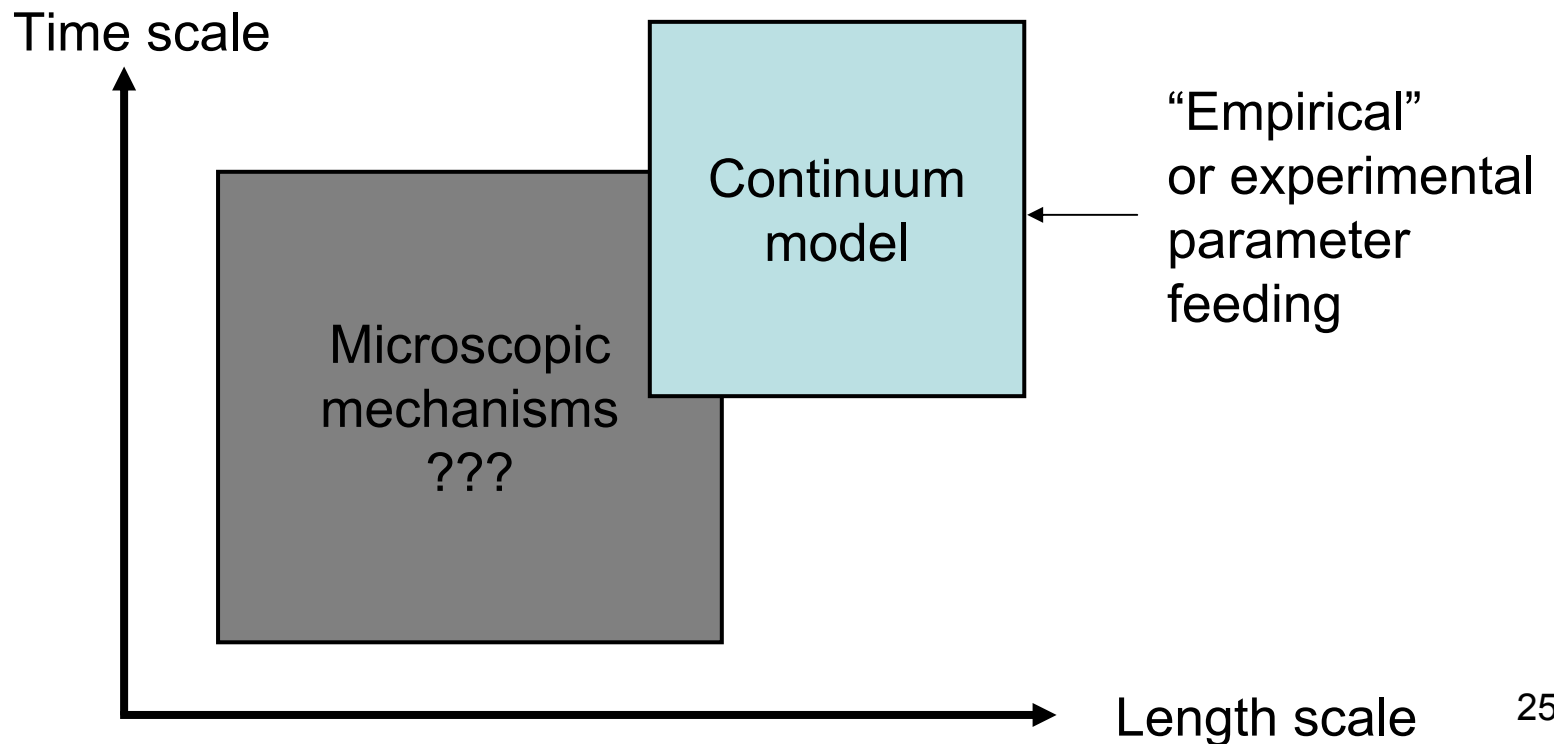 Time scale
“Empirical”
or experimental
parameter
feeding
Continuum
model
Microscopic
mechanisms
???
Length scale
25